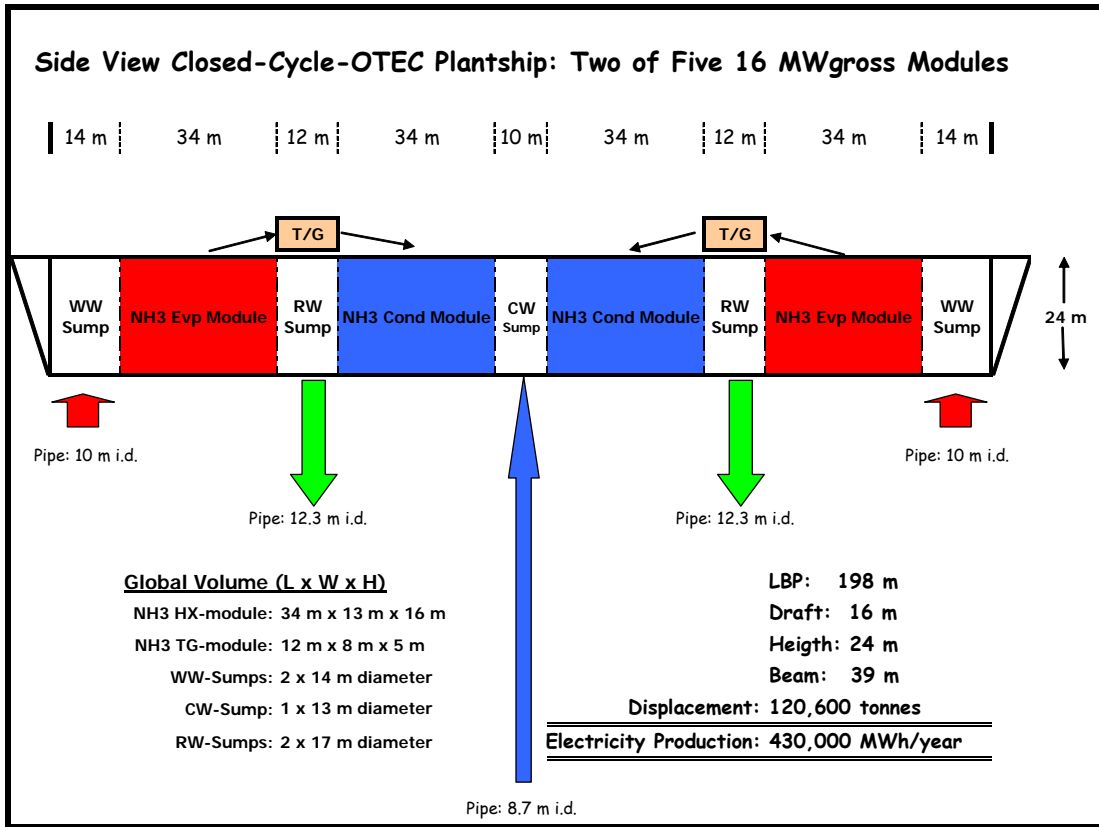 Side View Closed-Cycle-OTEC Plantship: Two of Five 16 MWgross Modules
14 m 34 m 12 m 34 m 10 m 34 m 12 m 34 m 14 m
T/G T/G
WW Sump NH3 Evp Module RW Sump NH3 Cond Module CW Sump NH3 Cond Module RW Sump NH3 Evp Module WW Sump
24 m
Pipe: 10 m i.d. Pipe: 10 m i.d.
Pipe: 12.3 m i.d. Pipe: 12.3 m i.d.
Global Volume (L x W x H)
NH3 HX-module: 34 m x 13 m x 16 m
NH3 TG-module: 12 m x 8 m x 5 m
WW-Sumps: 2 x 14 m diameter
CW-Sump: 1 x 13 m diameter
RW-Sumps: 2 x 17 m diameter
LBP: 198 m
Draft: 16 m
Heigth: 24 m
Beam: 39 m
Displacement: 120,600 tonnes
Electricity Production: 430,000 MWh/year
Pipe: 8.7 m i.d.